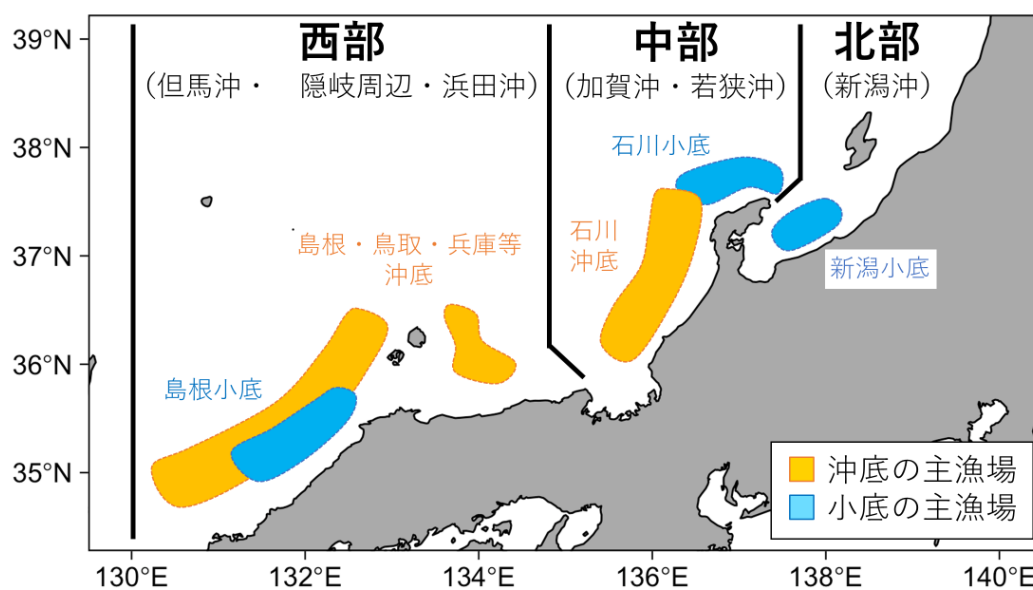 39°N
38°N
37°N
36°N
35°N
西部
(但馬沖・ 隠岐周辺・浜田沖)
中部
(加賀沖・若狭沖)
北部
(新潟沖)
石川小底
石川
沖底
島根・鳥取・兵庫等
沖底
新潟小底
島根小底
沖底の主漁場
小底の主漁場
130°E
132°E
134°E
136°E
138°E
140°E